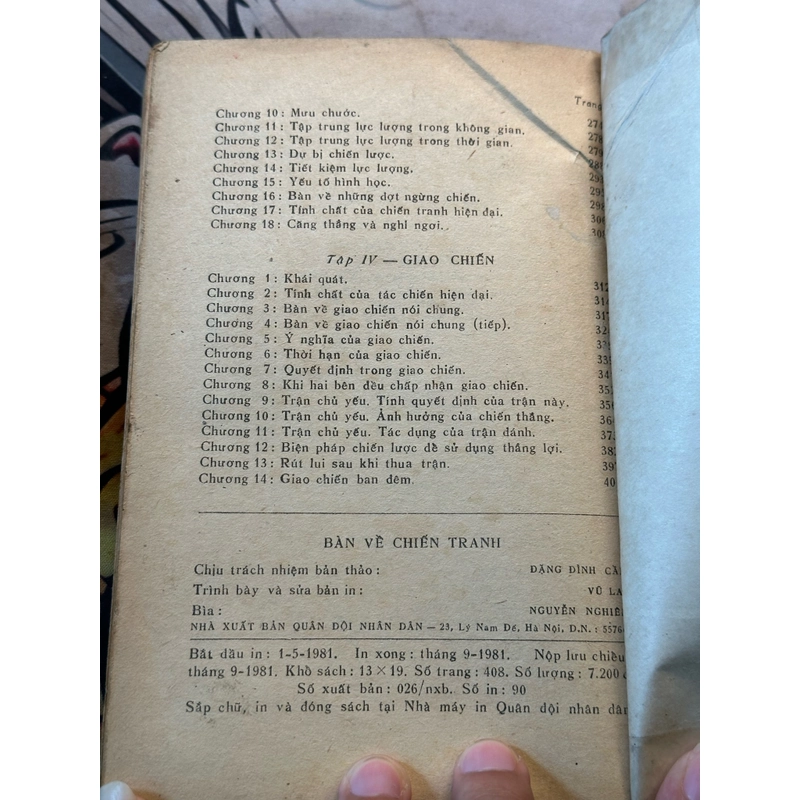 Trang
Chương 10: Mưu chước.
Chương 11: Tập trung lực lượng trong không gian.
Chương 12: Tập trung lực lượng trong thời gian.
Chương 13: Dự bị chiến lược.
Chương 14: Tiết kiệm lực lượng.
Chương 15: Yếu tố hình học.
Chương 16: Bàn về những đợt ngừng chiến.
Chương 17: Tính chất của chiến tranh hiện đại.
Chương 18: Căng thẳng và nghỉ ngơi.
Tập IV — GIAO CHIẾN
Chương 1: Khái quát. 312
Chương 2: Tính chất của tác chiến hiện đại. 314
Chương 3: Bàn về giao chiến nói chung. 317
Chương 4: Bàn về giao chiến nói chung (tiếp).
Chương 5: Ý nghĩa của giao chiến.
Chương 6: Thời hạn của giao chiến.
Chương 7: Quyết định trong giao chiến.
Chương 8: Khi hai bên đều chấp nhận giao chiến.
Chương 9: Trận chủ yếu. Tính quyết định của trận này.
Chương 10: Trận chủ yếu. Ảnh hưởng của chiến thắng.
Chương 11: Trận chủ yếu. Tác dụng của trận đánh.
Chương 12: Biện pháp chiến lược để sử dụng thắng lợi.
Chương 13: Rút lui sau khi thua trận.
Chương 14: Giao chiến ban đêm.
BÀN VỀ CHIẾN TRANH
Chịu trách nhiệm bản thảo: ĐẶNG ĐÌNH
Trình bày và sửa bản in: VŨ
Bìa: NGUYỄN
NHÀ XUẤT BẢN QUÂN ĐỘI NHÂN DÂN — 23, Lý Nam Đế, Hà Nội, D.N.: 5576
Bắt đầu in: 1-5-1981. In xong: tháng 9-1981. Nộp lưu chiểu
tháng 9-1981. Khổ sách: 13×19. Số trang: 408. Số lượng: 7.200
Số xuất bản: 026/nxb. Số in: 90
Sắp chữ, in và đóng sách tại Nhà máy in Quân đội nhân dân